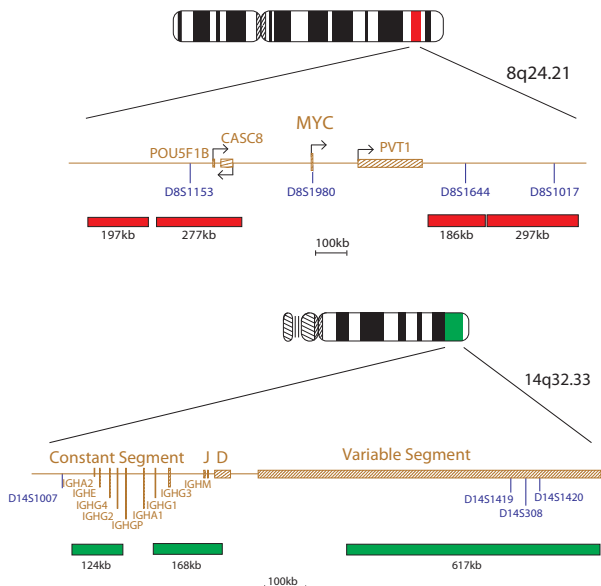 8q24.21
MYC
CASC8
POU5F1B
PVT1
D8S1153
D8S1980
D8S1644
D8S1017
197kb
277kb
186kb
297kb
100kb
14q32.33
Constant Segment
J
D
Variable Segment
D14S1007
IGHA2
IGHE
IGHG4
IGHG2
IGHGP
IGHA1
IGHG1
IGHG3
IGHM
D14S1419
D14S308
D14S1420
124kb
168kb
617kb
100kb